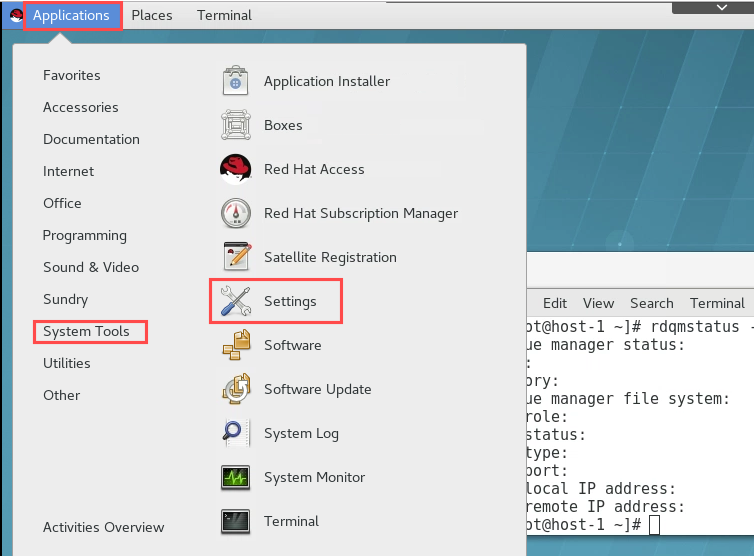 Applications Places Terminal
Favorites
Accessories
Documentation
Internet
Office
Programming
Sound & Video
Sundry
System Tools
Utilities
Other
Activities Overview
Application Installer
Boxes
Red Hat Access
Red Hat Subscription Manager
Satellite Registration
Settings
Software
Software Update
System Log
System Monitor
Terminal
Edit View Search Terminal
ot@host-1 ~]# rdqmstatus -
ue manager status:
:
ory:
ue manager file system:
role:
status:
type:
port:
local IP address:
remote IP address:
ot@host-1 ~]#